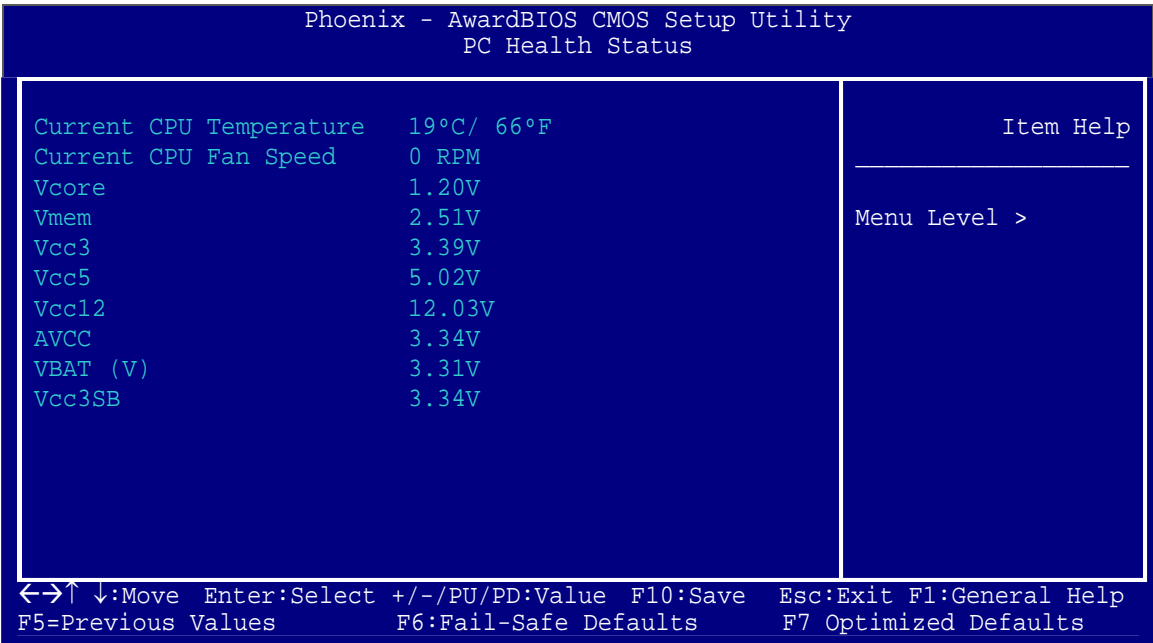 Phoenix - AwardBIOS CMOS Setup Utility
PC Health Status
Current CPU Temperature 19ºC/ 66ºF
Current CPU Fan Speed 0 RPM
Vcore 1.20V
Vmem 2.51V
Vcc3 3.39V
Vcc5 5.02V
Vcc12 12.03V
AVCC 3.34V
VBAT (V) 3.31V
Vcc3SB 3.34V
Item Help
Menu Level >
←→↑ ↓:Move Enter:Select +/-/PU/PD:Value F10:Save Esc:Exit F1:General Help
F5=Previous Values F6:Fail-Safe Defaults F7 Optimized Defaults